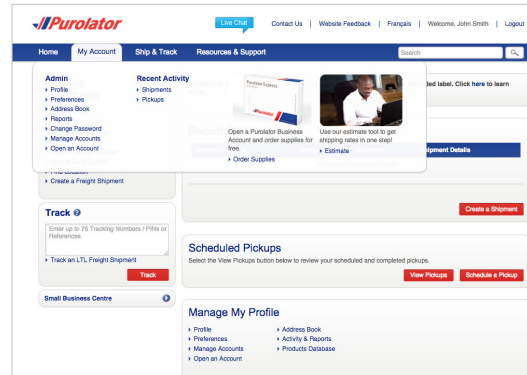 Purolator
Live Chat
Contact Us | Website Feedback | Français | Welcome, John Smith | Logout
Home My Account Ship & Track Resources & Support Search
Admin
Profile
Preferences
Address Book
Reports
Change Password
Manage Accounts
Open an Account
Recent Activity
Shipments
Pickups
Purolator Express
Purolator
Open a Purolator Business
Account and order supplies for
free.
Order Supplies
Use our estimate tool to get
shipping rates in one step!
Estimate
ded label. Click here to learn
Shipment Details
Create a Freight Shipment
Create a Shipment
Track
Enter up to 75 Tracking Numbers / PINs or
References
Track an LTL Freight Shipment
Track
Small Business Centre
Scheduled Pickups
Select the View Pickups button below to review your scheduled and completed pickups.
View Pickups Schedule a Pickup
Manage My Profile
Profile
Preferences
Manage Accounts
Open an Account
Address Book
Activity & Reports
Products Database